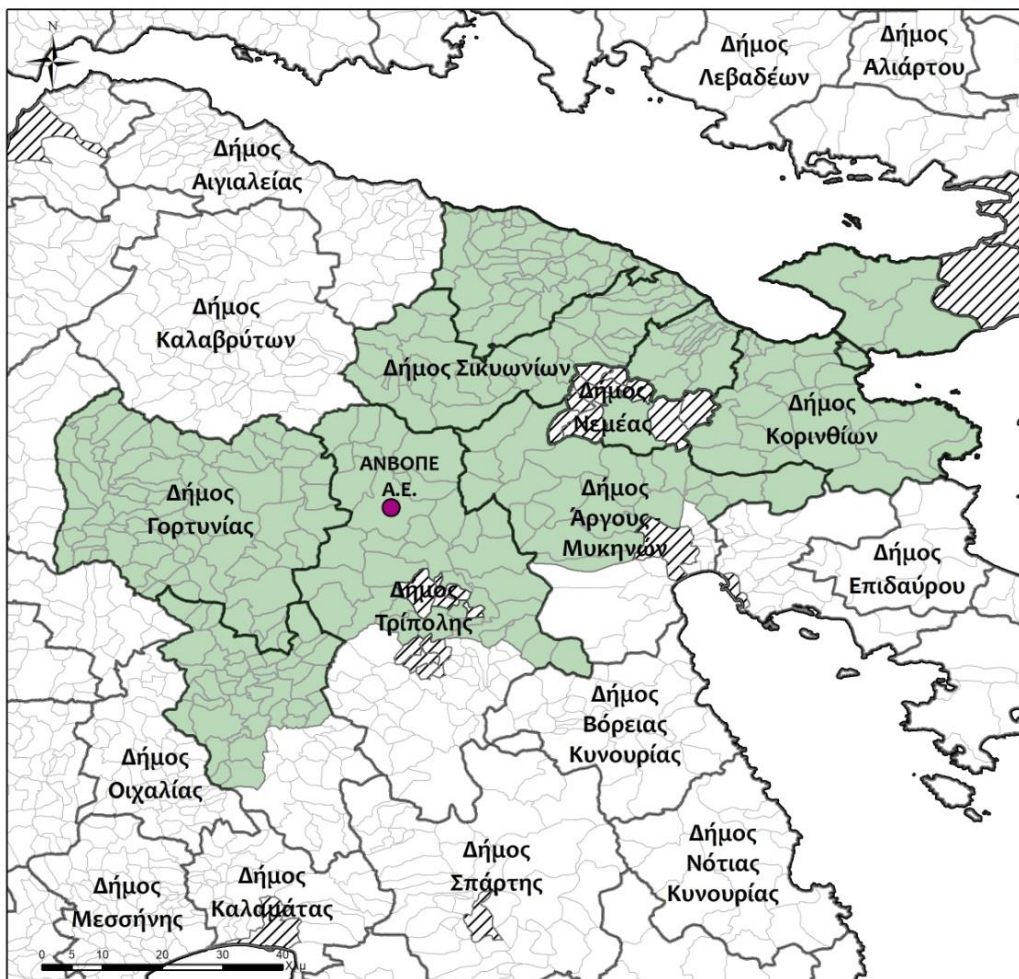 N
Δήμος
Λεβαδέων
Δήμος
Αλιάρτου
Δήμος
Αιγιαλείας
Δήμος
Καλαβρύτων
Δήμος Σικυωνίων
Δήμος
Νεμέας
Δήμος
Κορινθίων
ΑΝΒΟΠΕ
Α.Ε.
Δήμος
Γορτυνίας
Δήμος
Άργους
Μυκηνών
Δήμος
Επιδαύρου
Δήμος
Τρίπολης
Δήμος
Βόρειας
Κυνουρίας
Δήμος
Οιχαλίας
Δήμος
Νότιας
Κυνουρίας
Δήμος
Σπάρτης
Δήμος
Μεσσήνης
Δήμος
Καλαμάτας
0 5 10 20 30 40
Χλμ